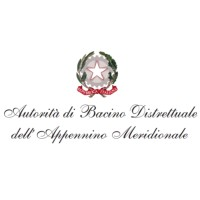 Autorità di Bacino Distrettuale
dell'Appennino Meridionale